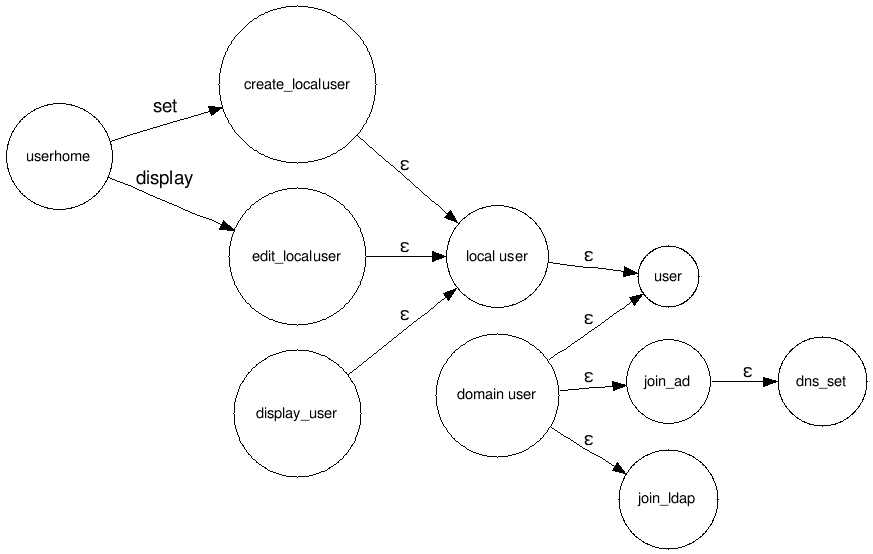 create_localuser
set
userhome
display
ε
edit_localuser
ε
local user
ε
user
ε
ε
display_user
domain user
ε
join_ad
ε
dns_set
ε
join_ldap